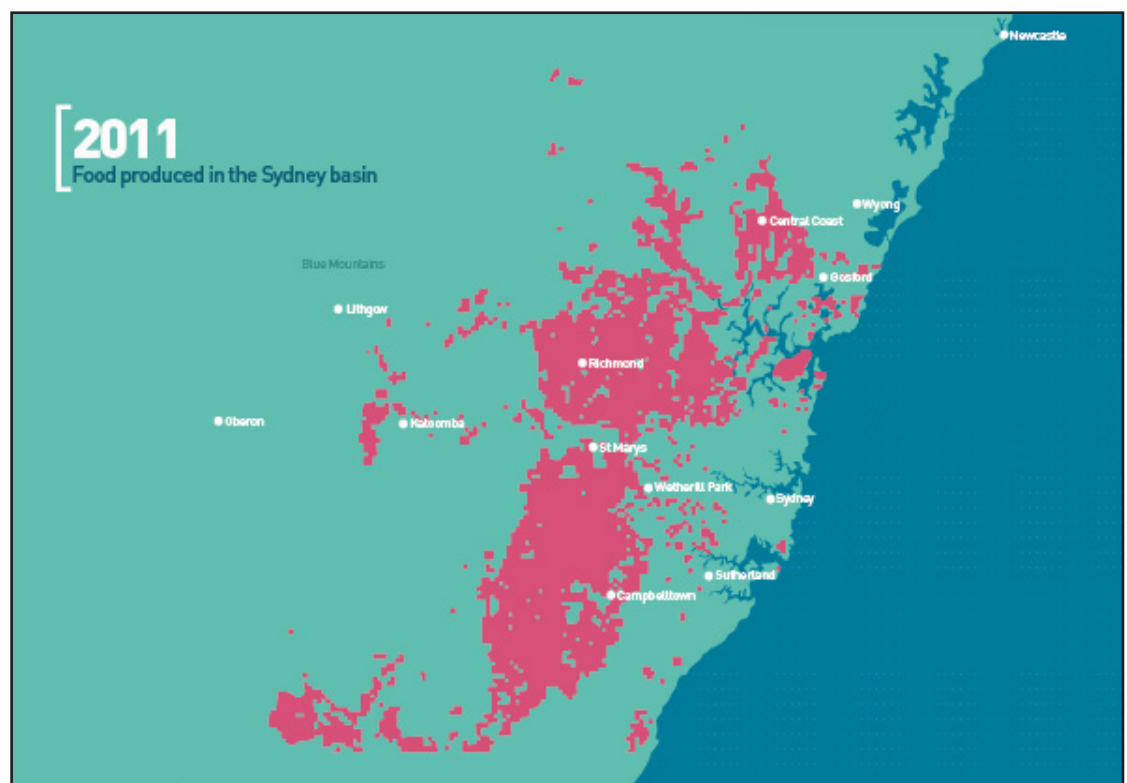 Newcastle
2011
Food produced in the Sydney basin
Wyong
Central Coast
Blue Mountains
Gosford
Lithgow
Richmond
Oberon
Katoomba
St Marys
Wetherill Park
Sydney
Sutherland
Campbelltown